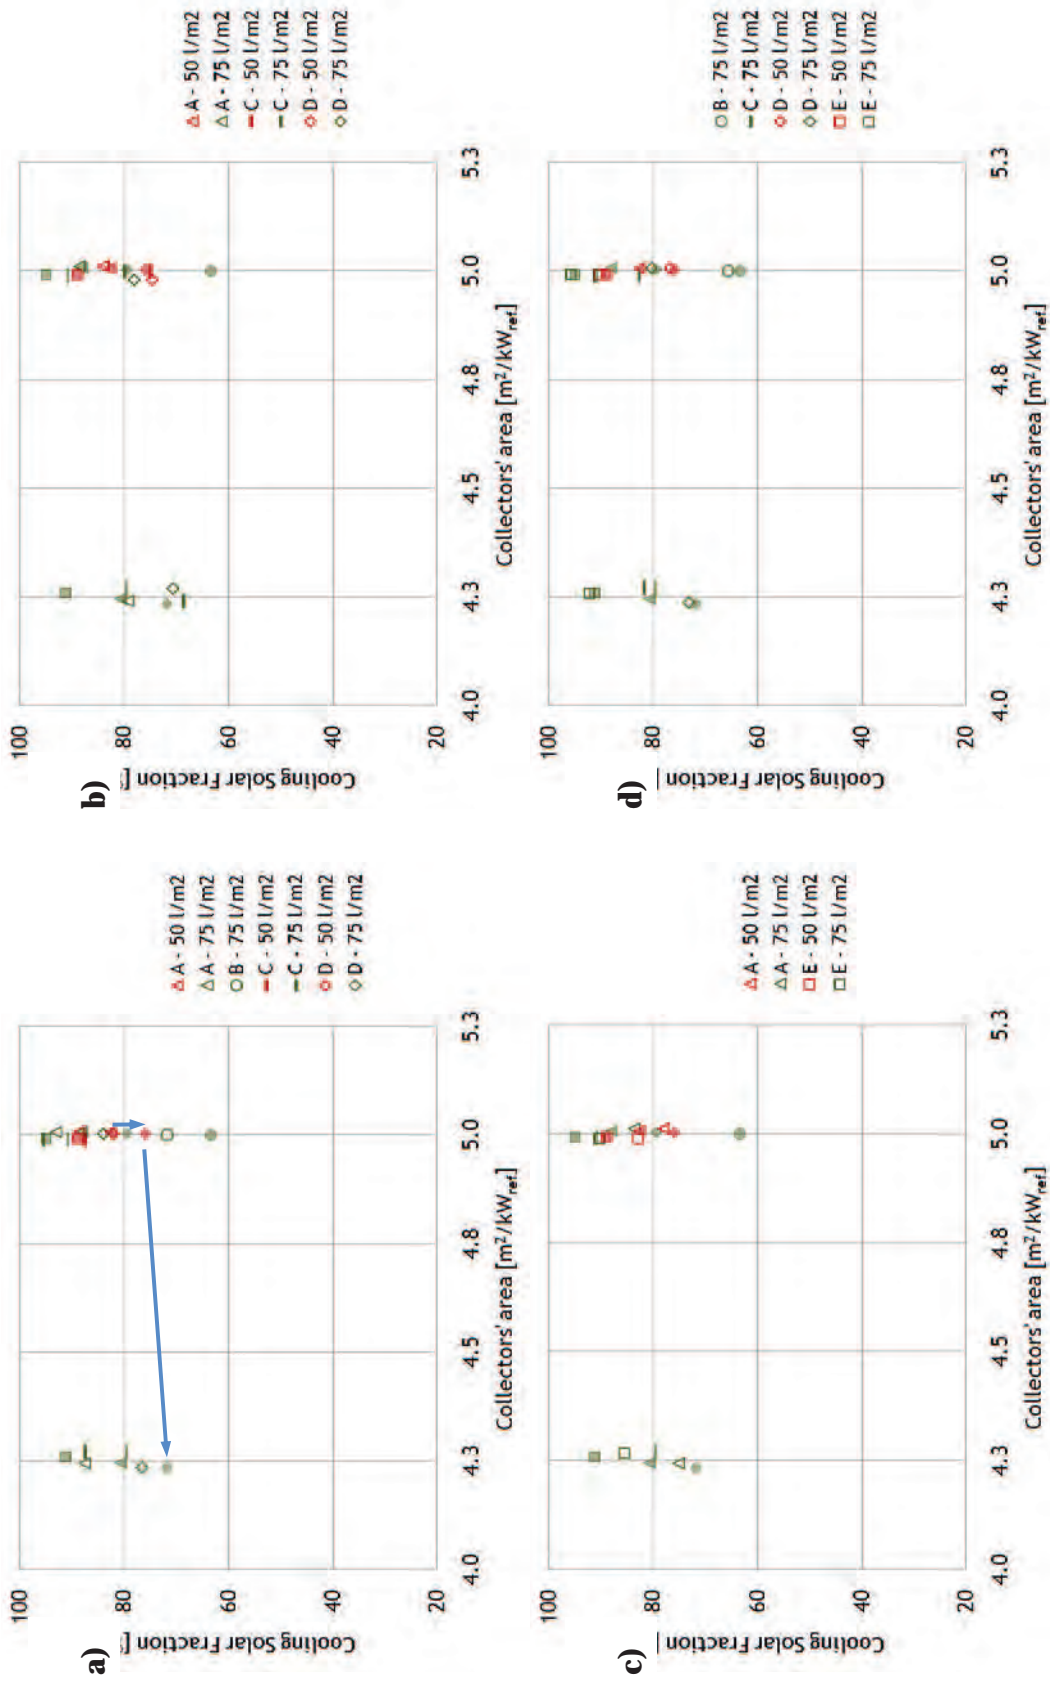 a)
Cooling Solar Fraction [%
100
80
60
40
20
4.0 4.3 4.5 4.8 5.0 5.3
Collectors' area [m²/kWref]
A - 50 l/m2
A - 75 l/m2
B - 75 l/m2
C - 50 l/m2
C - 75 l/m2
D - 50 l/m2
D - 75 l/m2
b)
Cooling Solar Fraction [%
100
80
60
40
20
4.0 4.3 4.5 4.8 5.0 5.3
Collectors' area [m²/kWref]
A - 50 l/m2
A - 75 l/m2
C - 50 l/m2
C - 75 l/m2
D - 50 l/m2
D - 75 l/m2
c)
Cooling Solar Fraction
100
80
60
40
20
4.0 4.3 4.5 4.8 5.0 5.3
Collectors' area [m²/kWref]
A - 50 l/m2
A - 75 l/m2
E - 50 l/m2
E - 75 l/m2
d)
Cooling Solar Fraction
100
80
60
40
20
4.0 4.3 4.5 4.8 5.0 5.3
Collectors' area [m²/kWref]
B - 75 l/m2
C - 75 l/m2
D - 50 l/m2
D - 75 l/m2
E - 50 l/m2
E - 75 l/m2